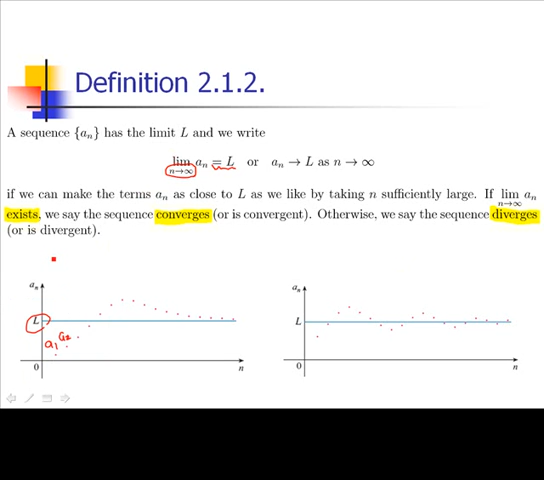 Definition 2.1.2.
A sequence {aₙ} has the limit L and we write
lim aₙ = L or aₙ → L as n → ∞
n→∞
if we can make the terms aₙ as close to L as we like by taking n sufficiently large. If lim aₙ
n→∞
exists, we say the sequence converges (or is convergent). Otherwise, we say the sequence diverges
(or is divergent).
aₙ
L
a₁ a₂
0
n
aₙ
L
0
n